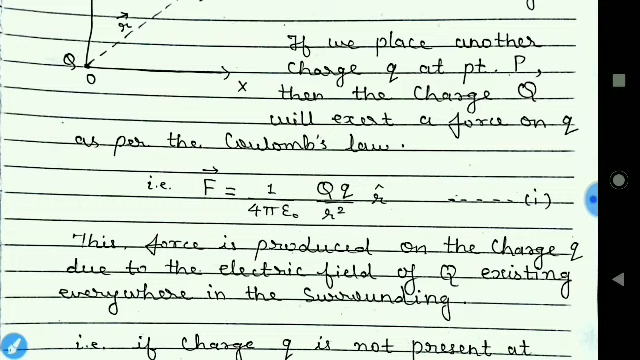 r⃗
Q
O
X
If we place another
charge q at pt. P,
then the charge Q
will exert a force on q
as per the Coulomb's law.
i.e. F⃗ = 1/4πε₀ Qq/r² r̂ ------ (i)
This force is produced on the charge q
due to the electric field of Q existing
everywhere in the surrounding.
i.e. if charge q is not present at